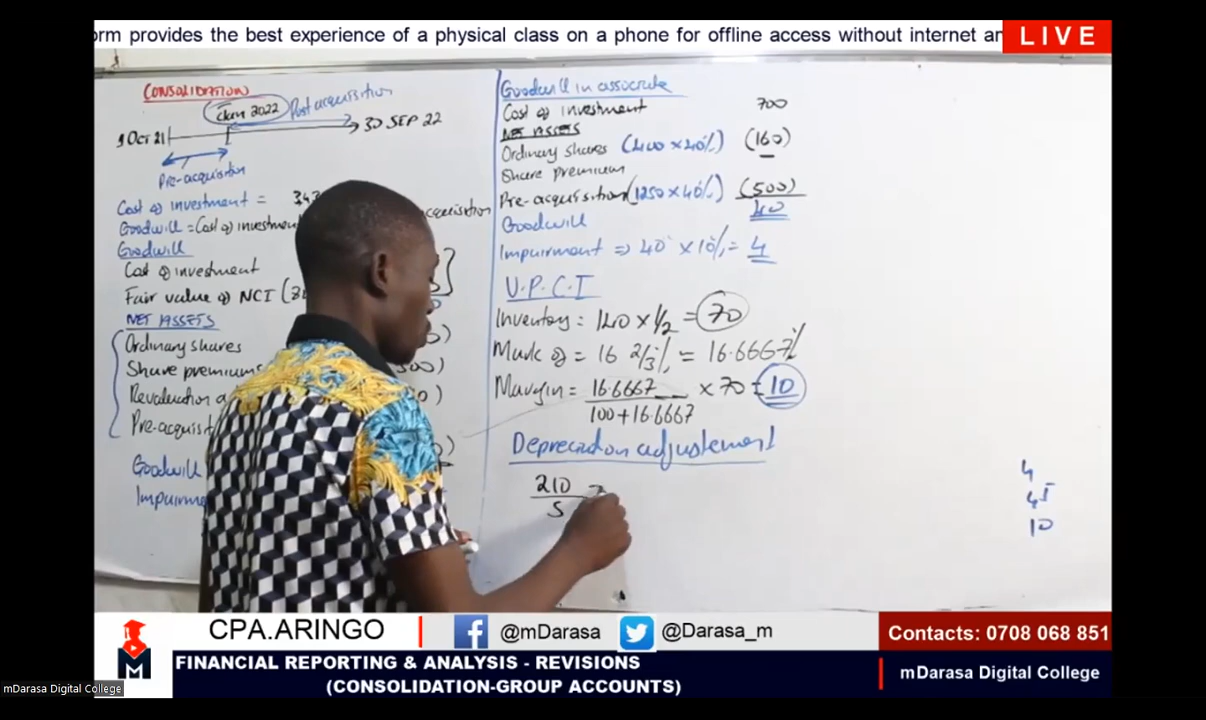 orm provides the best experience of a physical class on a phone for offline access without internet an
LIVE
CONSOLIDATION
Jan 2022 Post acquisition
1 Oct 21 30 SEP 22
Pre-acquisition
Cost of investment =
Goodwill = Cost of investment
Goodwill
Cost of investment
Fair value of NCI
NET ASSETS
Ordinary shares
Share premium
Revaluation
Pre-acquisit
Goodwill
Impairme
Goodwill in associate
Cost of investment 700
NET ASSETS
Ordinary shares (400 x 40%) (160)
Share premium
Pre-acquisition (1250 x 40%) (500)
Goodwill 40
Impairment => 40 x 10% = 4
U.P.C.I
Inventory = 140 x 1/2 = 70
Mark of = 16 2/3% = 16.6667%
Margin = 16.6667 x 70 = 10
100+16.6667
Depreciation adjustement
210
5
4
45
10
CPA.ARINGO
@mDarasa
@Darasa_m
Contacts: 0708 068 851
M
FINANCIAL REPORTING & ANALYSIS - REVISIONS
(CONSOLIDATION-GROUP ACCOUNTS)
mDarasa Digital College
mDarasa Digital College